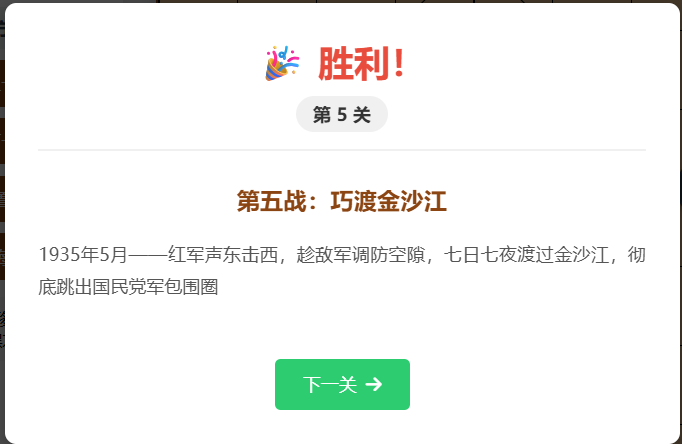 胜利！
第 5 关
第五战：巧渡金沙江
1935年5月——红军声东击西，趁敌军调防空隙，七日七夜渡过金沙江，彻
底跳出国民党军包围圈
下一关 →